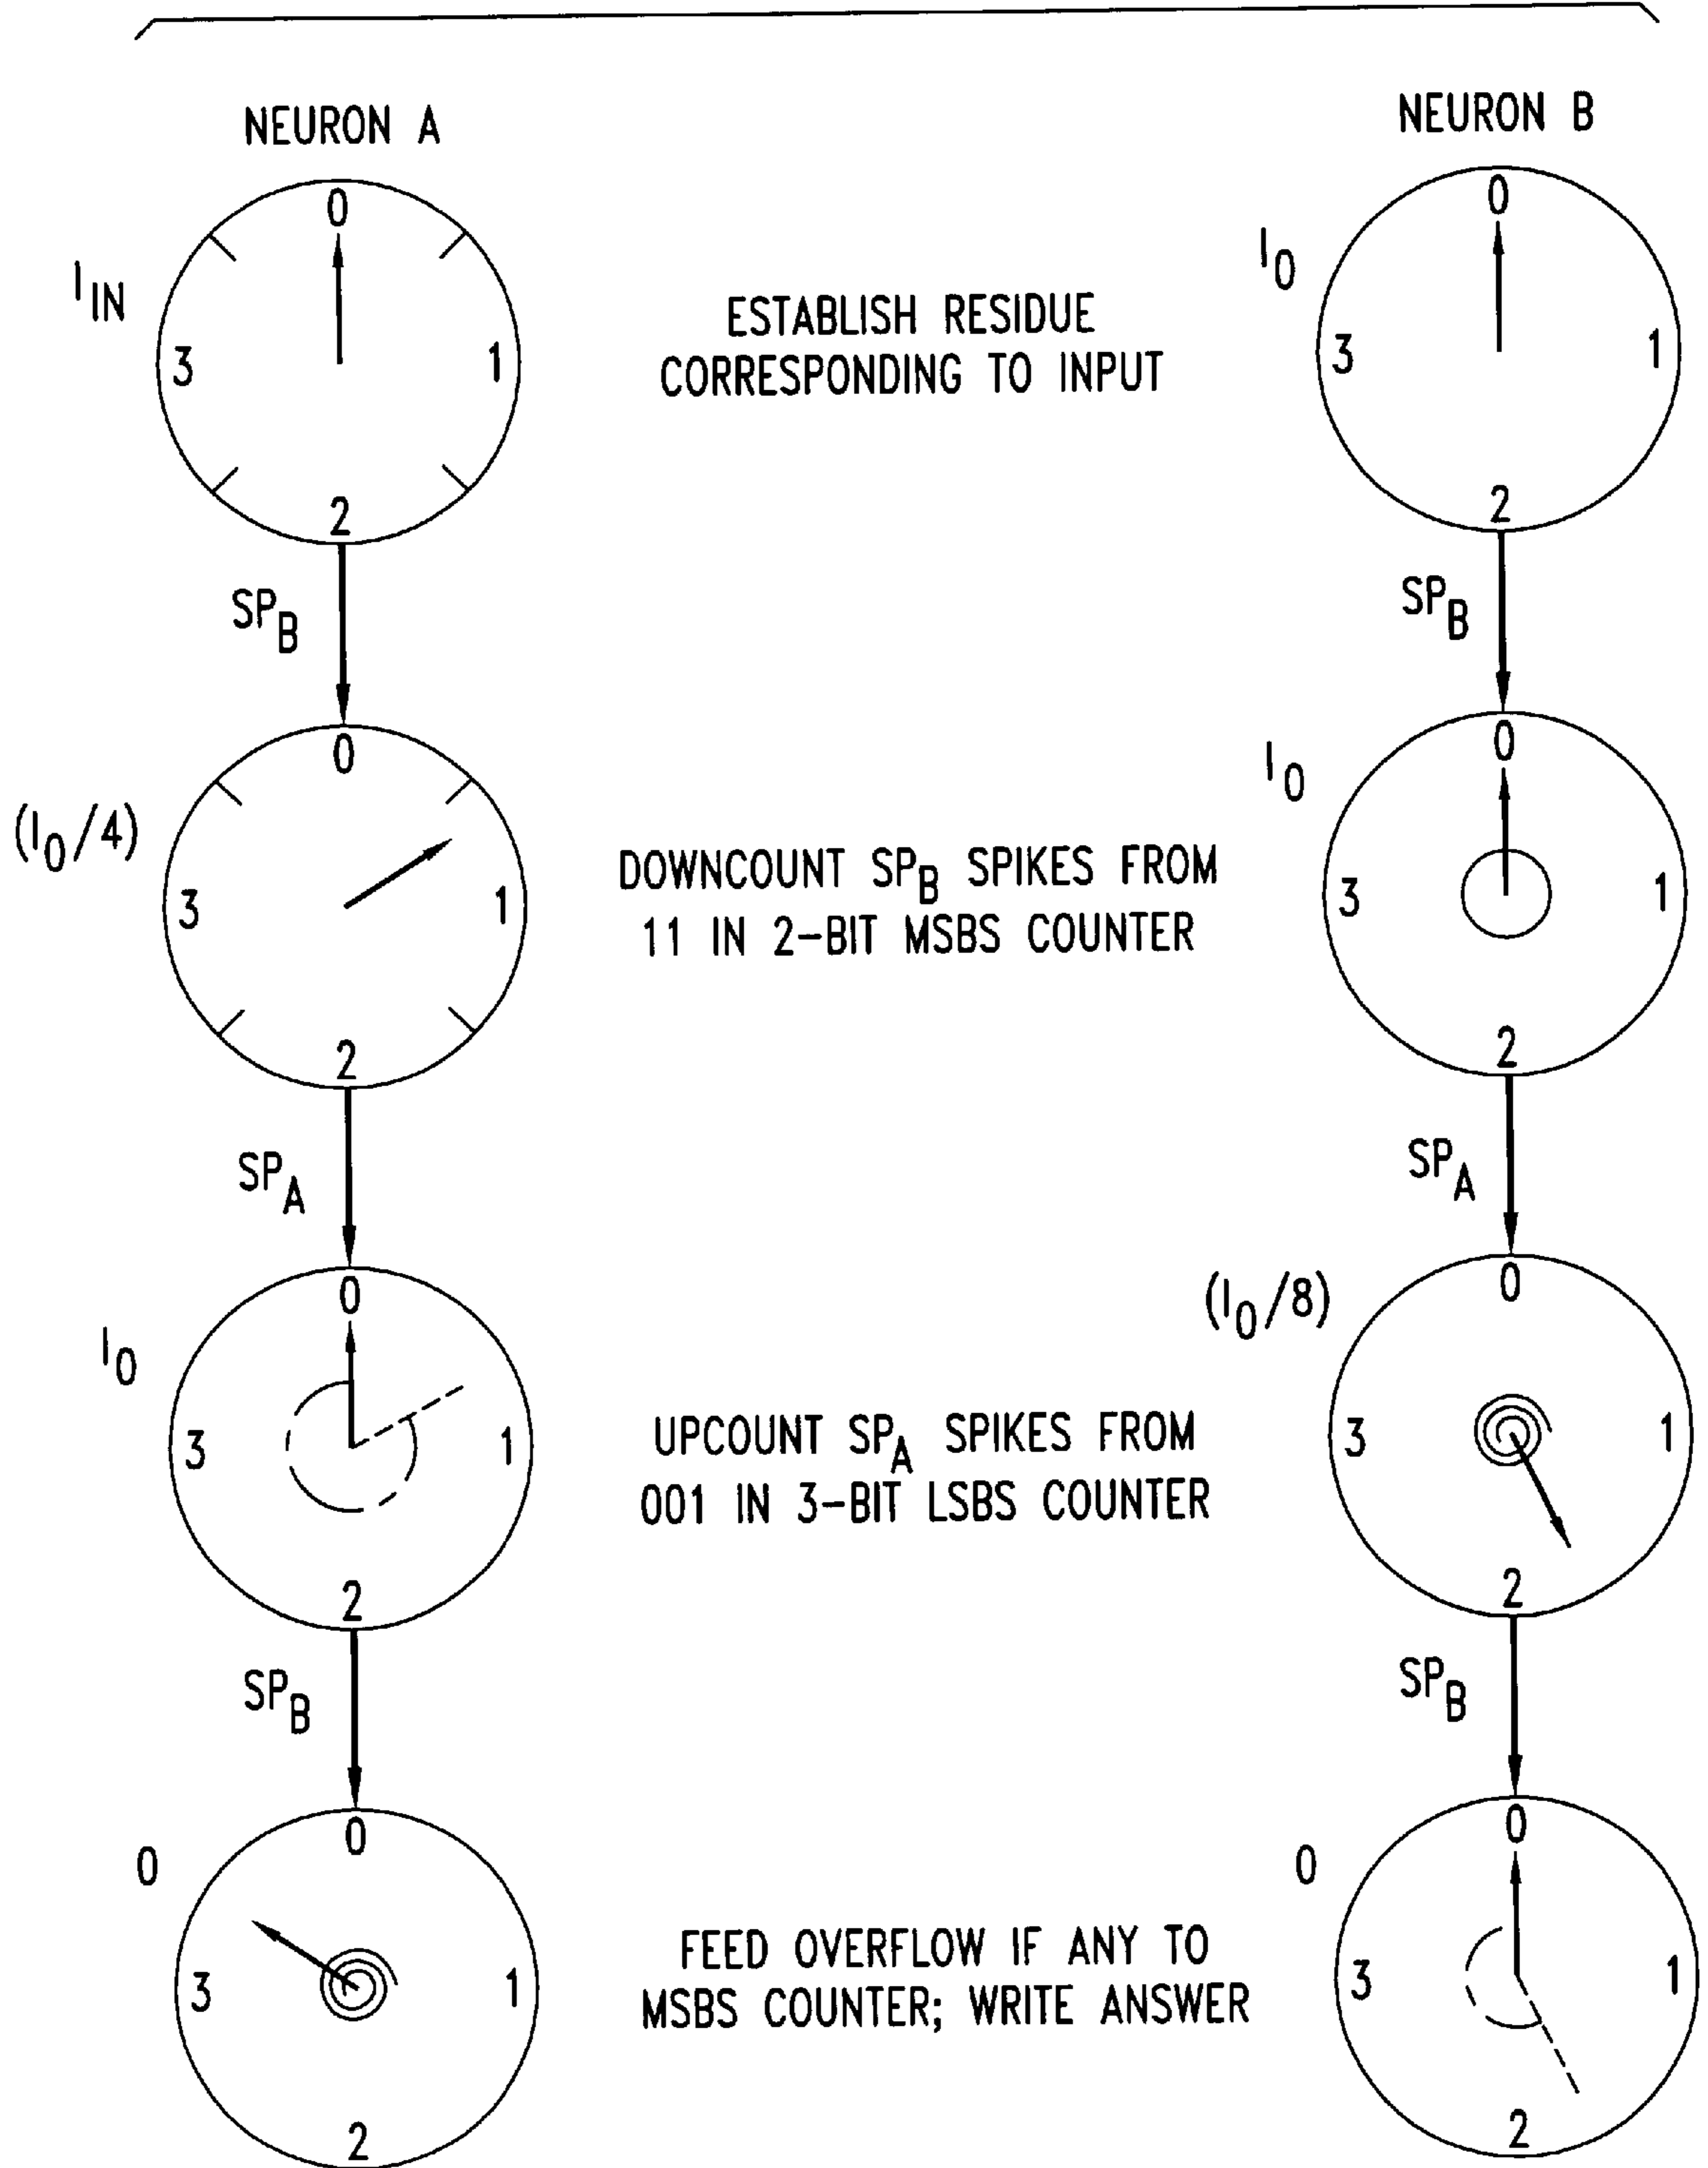 NEURON A
NEURON B
I_IN
0
3
1
2
ESTABLISH RESIDUE
CORRESPONDING TO INPUT
I_0
0
3
1
2
SP_B
SP_B
(I_0/4)
0
3
1
2
DOWNCOUNT SP_B SPIKES FROM
11 IN 2-BIT MSBS COUNTER
I_0
0
3
1
2
SP_A
SP_A
I_0
0
3
1
2
UPCOUNT SP_A SPIKES FROM
001 IN 3-BIT LSBS COUNTER
(I_0/8)
0
3
1
2
SP_B
SP_B
0
0
3
1
2
FEED OVERFLOW IF ANY TO
MSBS COUNTER; WRITE ANSWER
0
0
3
1
2